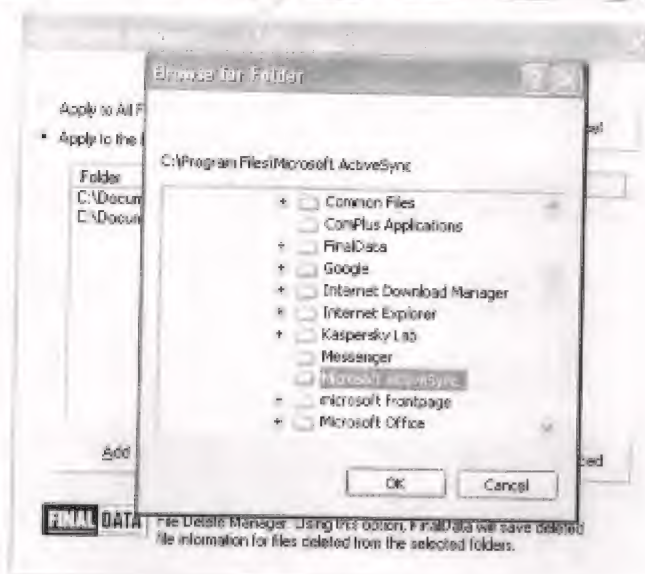 Browse for Folder
Apply to All F
Apply to the
C:\Program Files\Microsoft ActiveSync
Folder
C:\Docum
C:\Docum
Common Files
ComPlus Applications
FinalData
Google
Internet Download Manager
Internet Explorer
Kaspersky Lab
Messenger
Microsoft ActiveSync
microsoft frontpage
Microsoft Office
Add
OK
Cancel
FINAL DATA
File Delete Manager. Using this option, FinalData will save deleted
file information for files deleted from the selected folders.